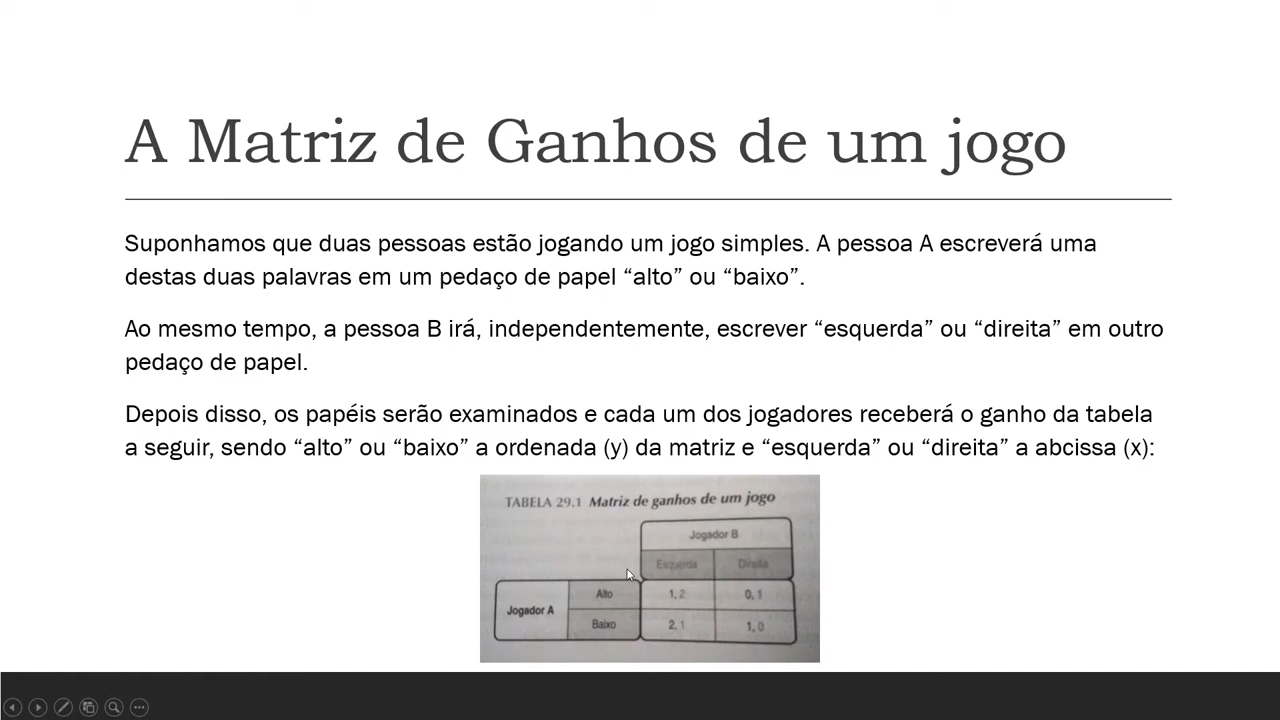 A Matriz de Ganhos de um jogo
Suponhamos que duas pessoas estão jogando um jogo simples. A pessoa A escreverá uma
destas duas palavras em um pedaço de papel “alto” ou “baixo”.
Ao mesmo tempo, a pessoa B irá, independentemente, escrever “esquerda” ou “direita” em outro
pedaço de papel.
Depois disso, os papéis serão examinados e cada um dos jogadores receberá o ganho da tabela
a seguir, sendo “alto” ou “baixo” a ordenada (y) da matriz e “esquerda” ou “direita” a abcissa (x):
TABELA 29.1 Matriz de ganhos de um jogo
Jogador B
Esquerda Direita
Jogador A
Alto 1, 2 0, 1
Baixo 2, 1 1, 0